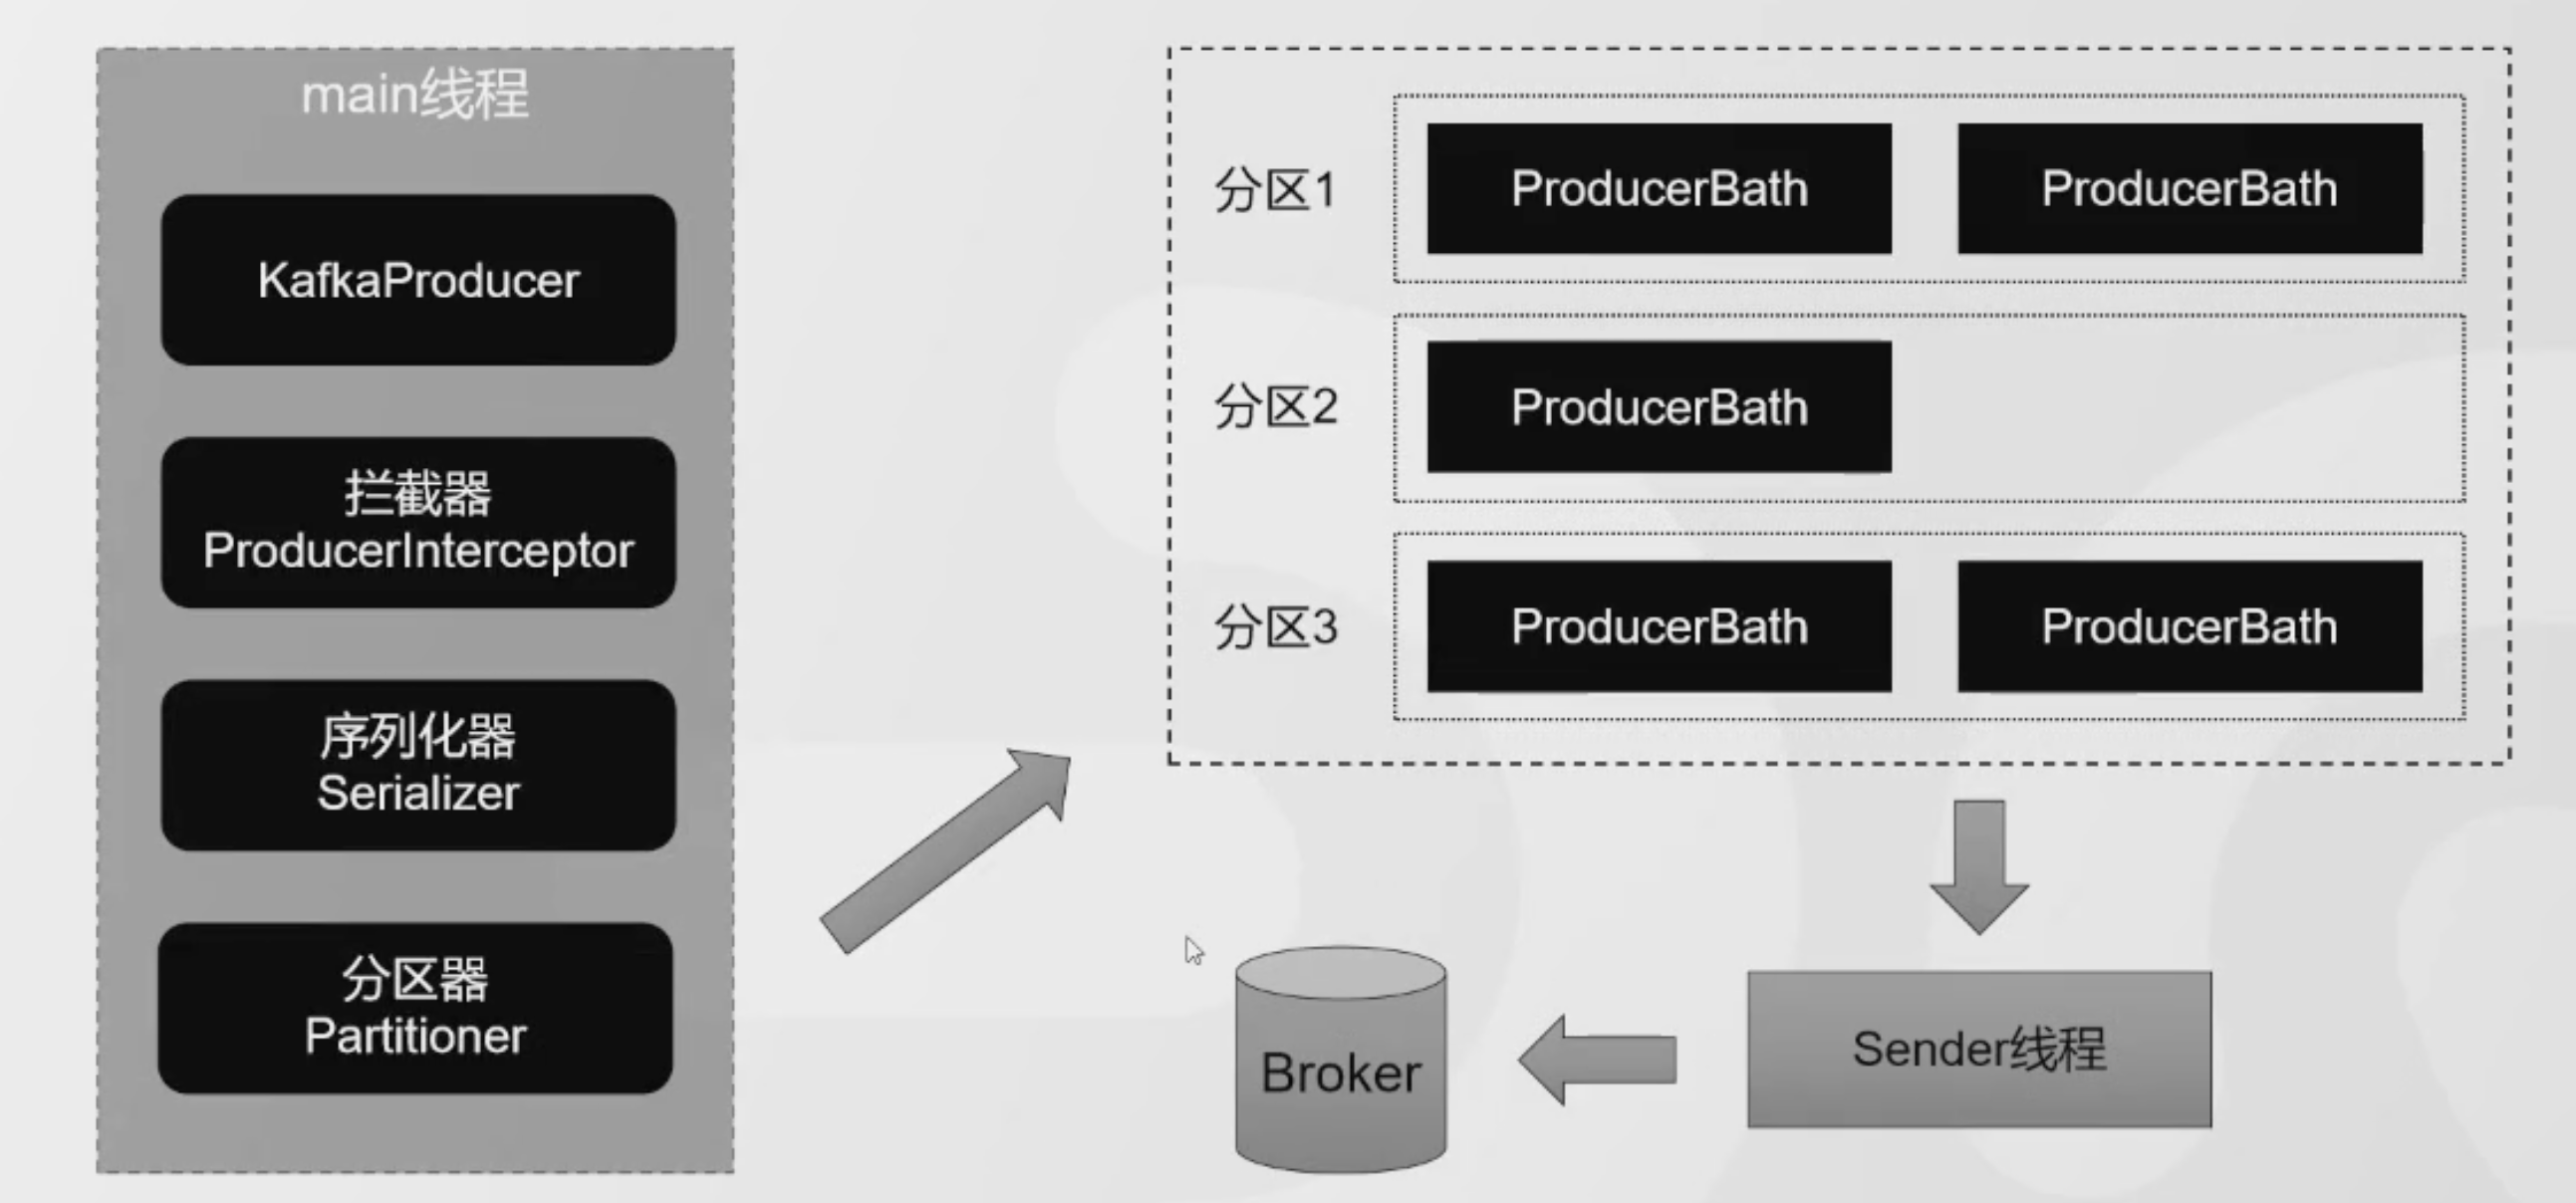 main线程
KafkaProducer
拦截器
ProducerInterceptor
序列化器
Serializer
分区器
Partitioner
分区1
ProducerBath
ProducerBath
分区2
ProducerBath
分区3
ProducerBath
ProducerBath
Sender线程
Broker